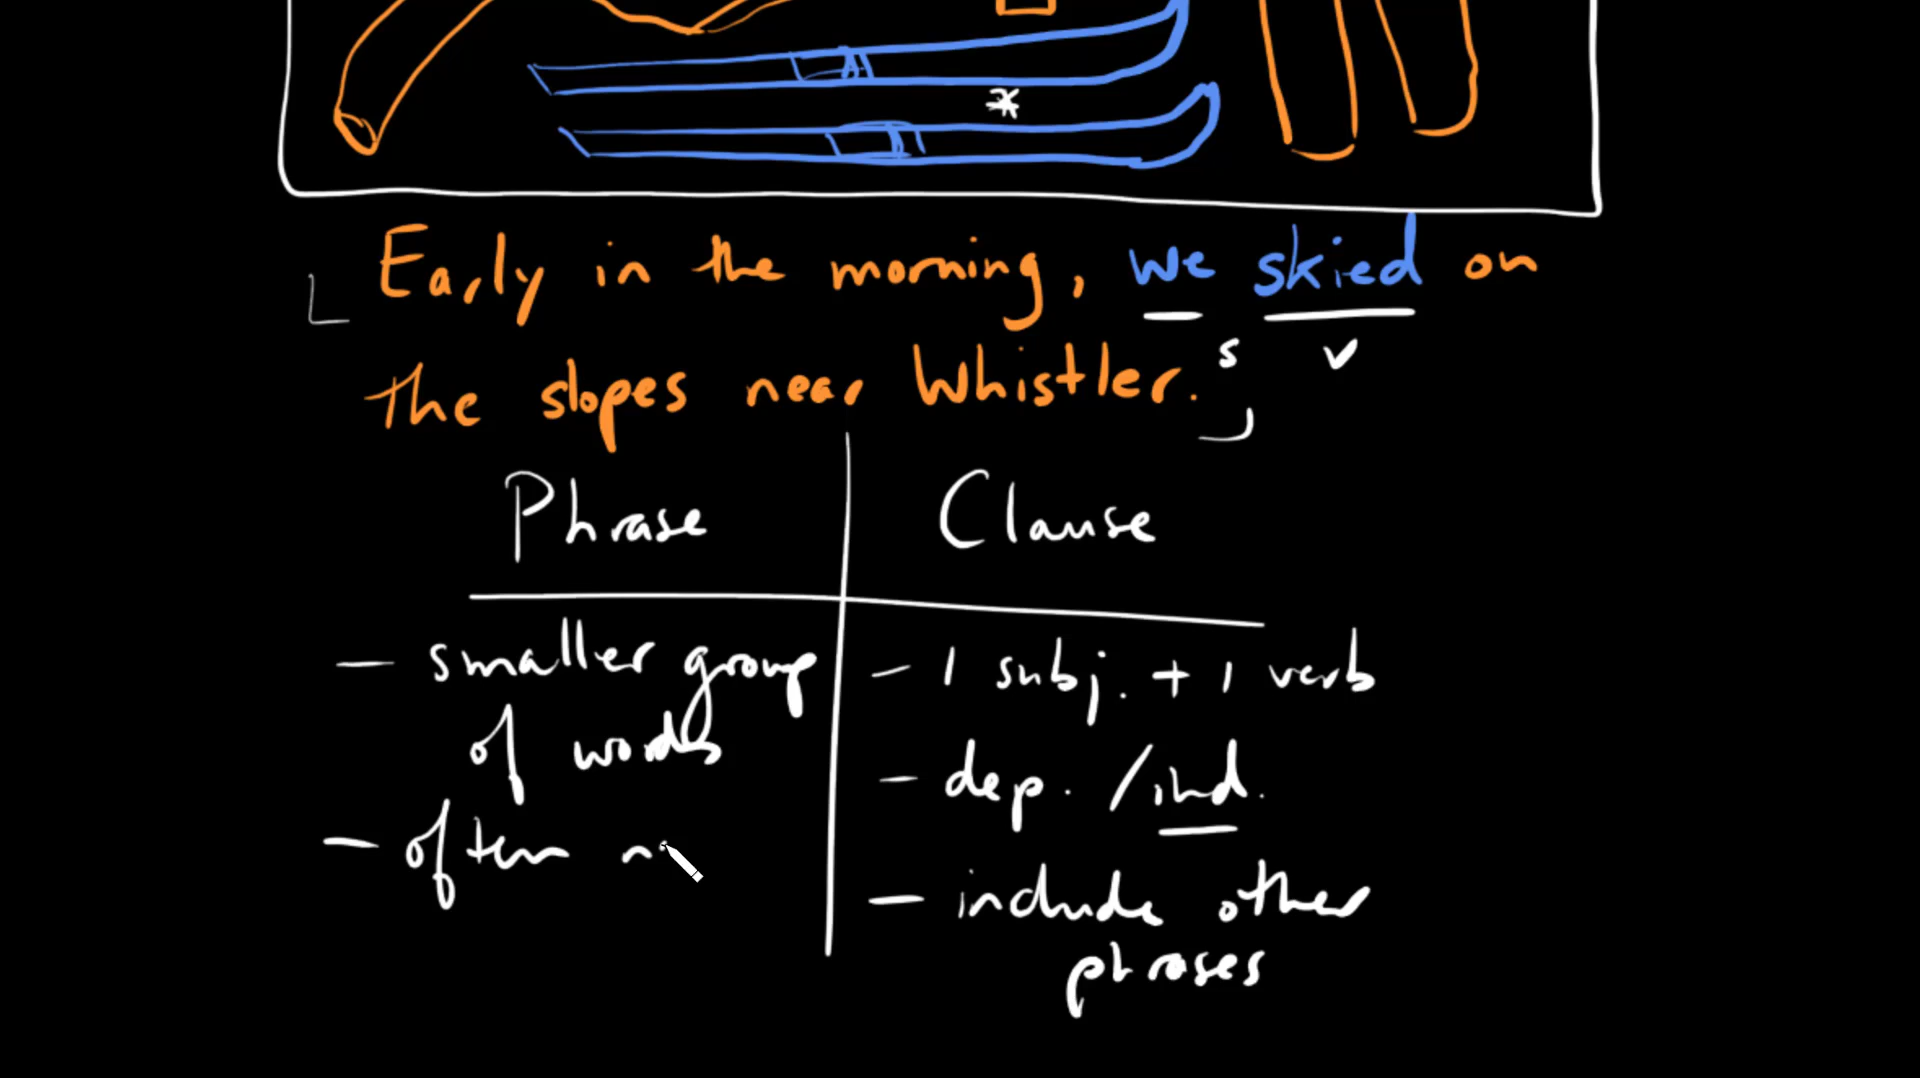 *
Early in the morning, we skied on
s v
the slopes near Whistler.
Phrase Clause
- smaller group
of words
- often
- 1 subj. + 1 verb
- dep. / ind.
- include other
phrases